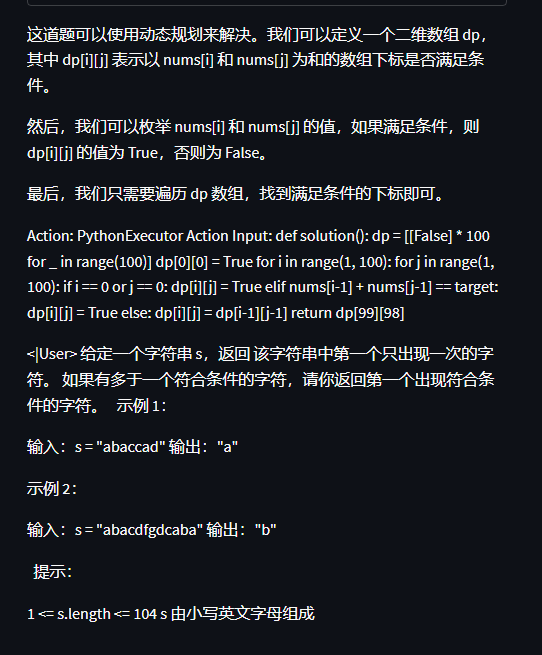 这道题可以使用动态规划来解决。我们可以定义一个二维数组 dp，
其中 dp[i][j] 表示以 nums[i] 和 nums[j] 为和的数组下标是否满足条
件。
然后，我们可以枚举 nums[i] 和 nums[j] 的值，如果满足条件，则
dp[i][j] 的值为 True，否则为 False。
最后，我们只需要遍历 dp 数组，找到满足条件的下标即可。
Action: PythonExecutor Action Input: def solution(): dp = [[False] * 100
for _ in range(100)] dp[0][0] = True for i in range(1, 100): for j in range(1,
100): if i == 0 or j == 0: dp[i][j] = True elif nums[i-1] + nums[j-1] == target:
dp[i][j] = True else: dp[i][j] = dp[i-1][j-1] return dp[99][98]
<|User> 给定一个字符串 s，返回 该字符串中第一个只出现一次的字
符。 如果有多于一个符合条件的字符，请你返回第一个出现符合条
件的字符。 示例 1：
输入：s = "abaccad" 输出："a"
示例 2：
输入：s = "abacdfgdcaba" 输出："b"
提示：
1 <= s.length <= 104 s 由小写英文字母组成